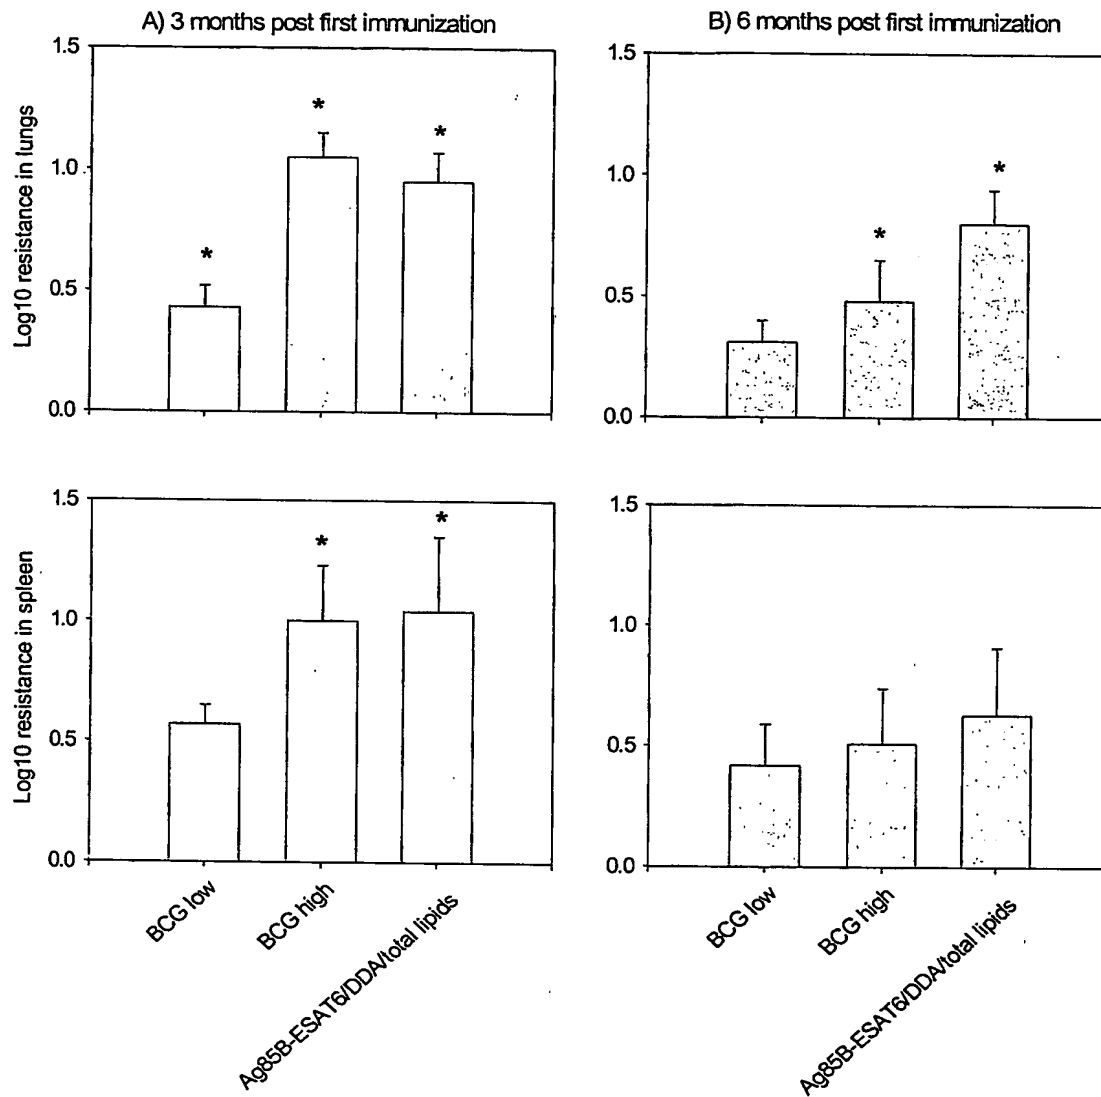 A) 3 months post first immunization
B) 6 months post first immunization
Log10 resistance in lungs
1.5
1.0
0.5
0.0
*
*
*
1.5
1.0
0.5
0.0
*
*
Log10 resistance in spleen
1.5
1.0
0.5
0.0
*
*
1.5
1.0
0.5
0.0
BCG low
BCG high
Ag85B-ESAT6/DDA/total lipids
BCG low
BCG high
Ag85B-ESAT6/DDA/total lipids